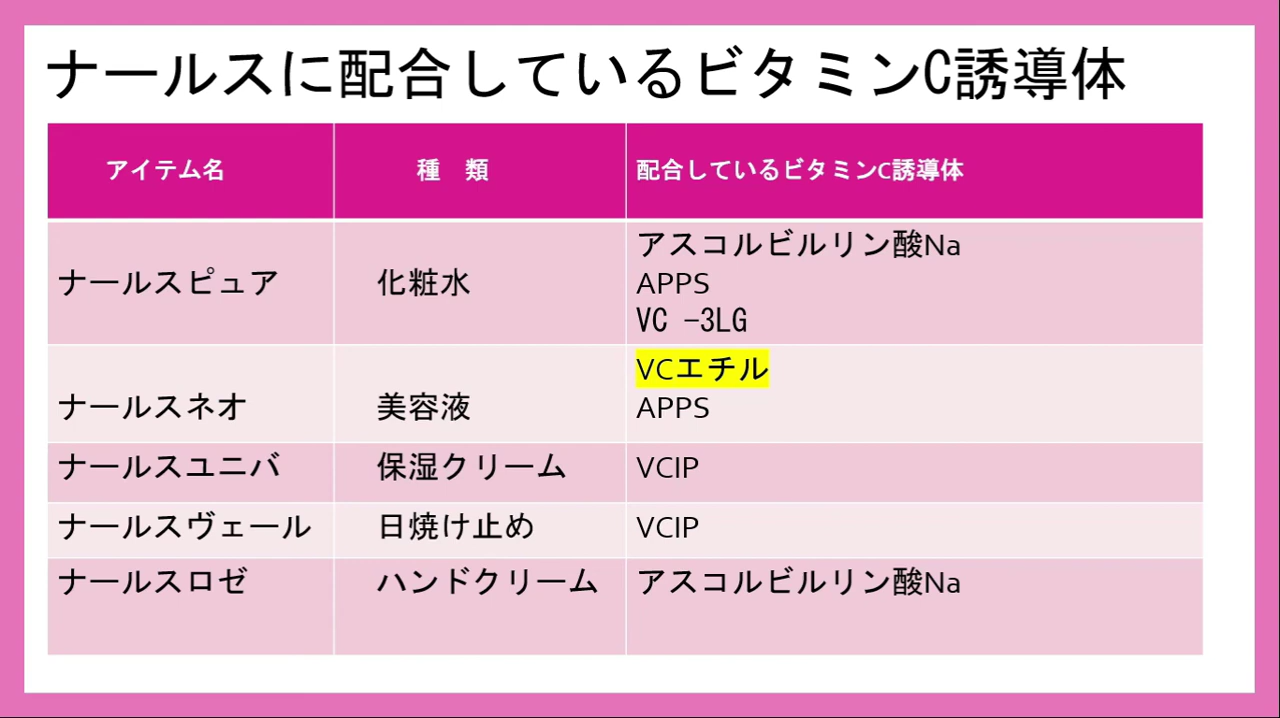 ナールスに配合しているビタミンC誘導体
アイテム名 種　類 配合しているビタミンC誘導体
ナールスピュア 化粧水 アスコルビルリン酸Na
APPS
VC -3LG
ナールスネオ 美容液 VCエチル
APPS
ナールスユニバ 保湿クリーム VCIP
ナールスヴェール 日焼け止め VCIP
ナールスロゼ ハンドクリーム アスコルビルリン酸Na